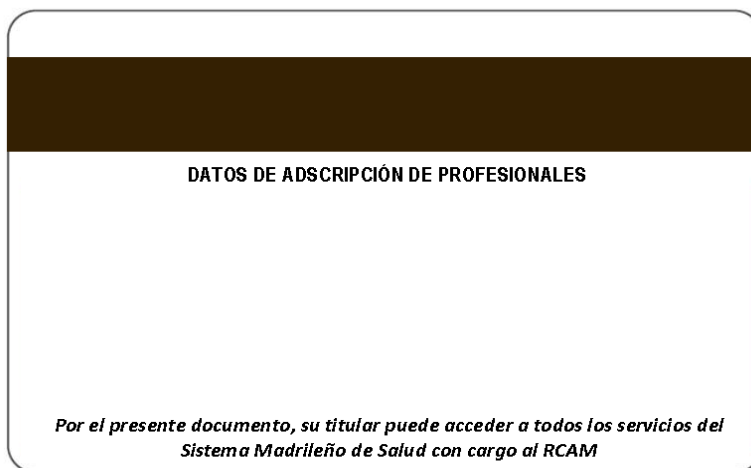 DATOS DE ADSCRIPCIÓN DE PROFESIONALES
Por el presente documento, su titular puede acceder a todos los servicios del
Sistema Madrileño de Salud con cargo al RCAM